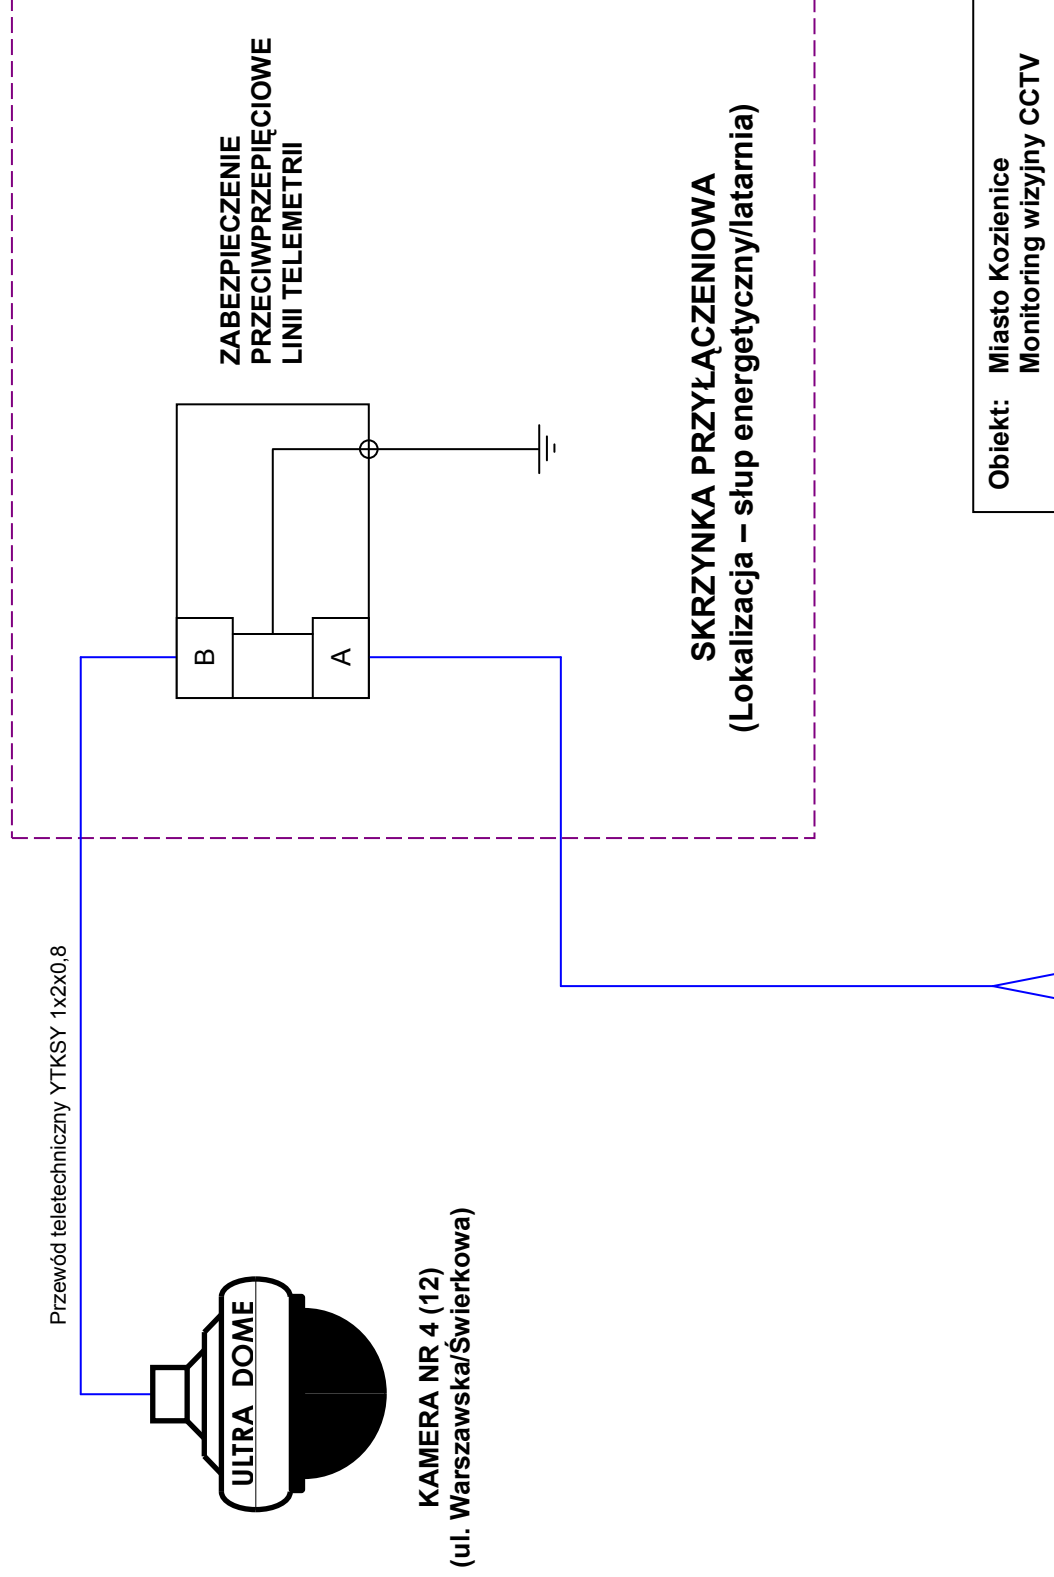 Przewód teletechniczny YTKSY 1x2x0,8
ULTRA DOME
KAMERA NR 4 (12)
(ul. Warszawska/Świerkowa)
B
A
ZABEZPIECZENIE
PRZECIWPRZEPIĘCIOWE
LINII TELEMETRII
SKRZYNKA PRZYŁĄCZENIOWA
(Lokalizacja – słup energetyczny/latarnia)
Obiekt: Miasto Kozienice
Monitoring wizyjny CCTV